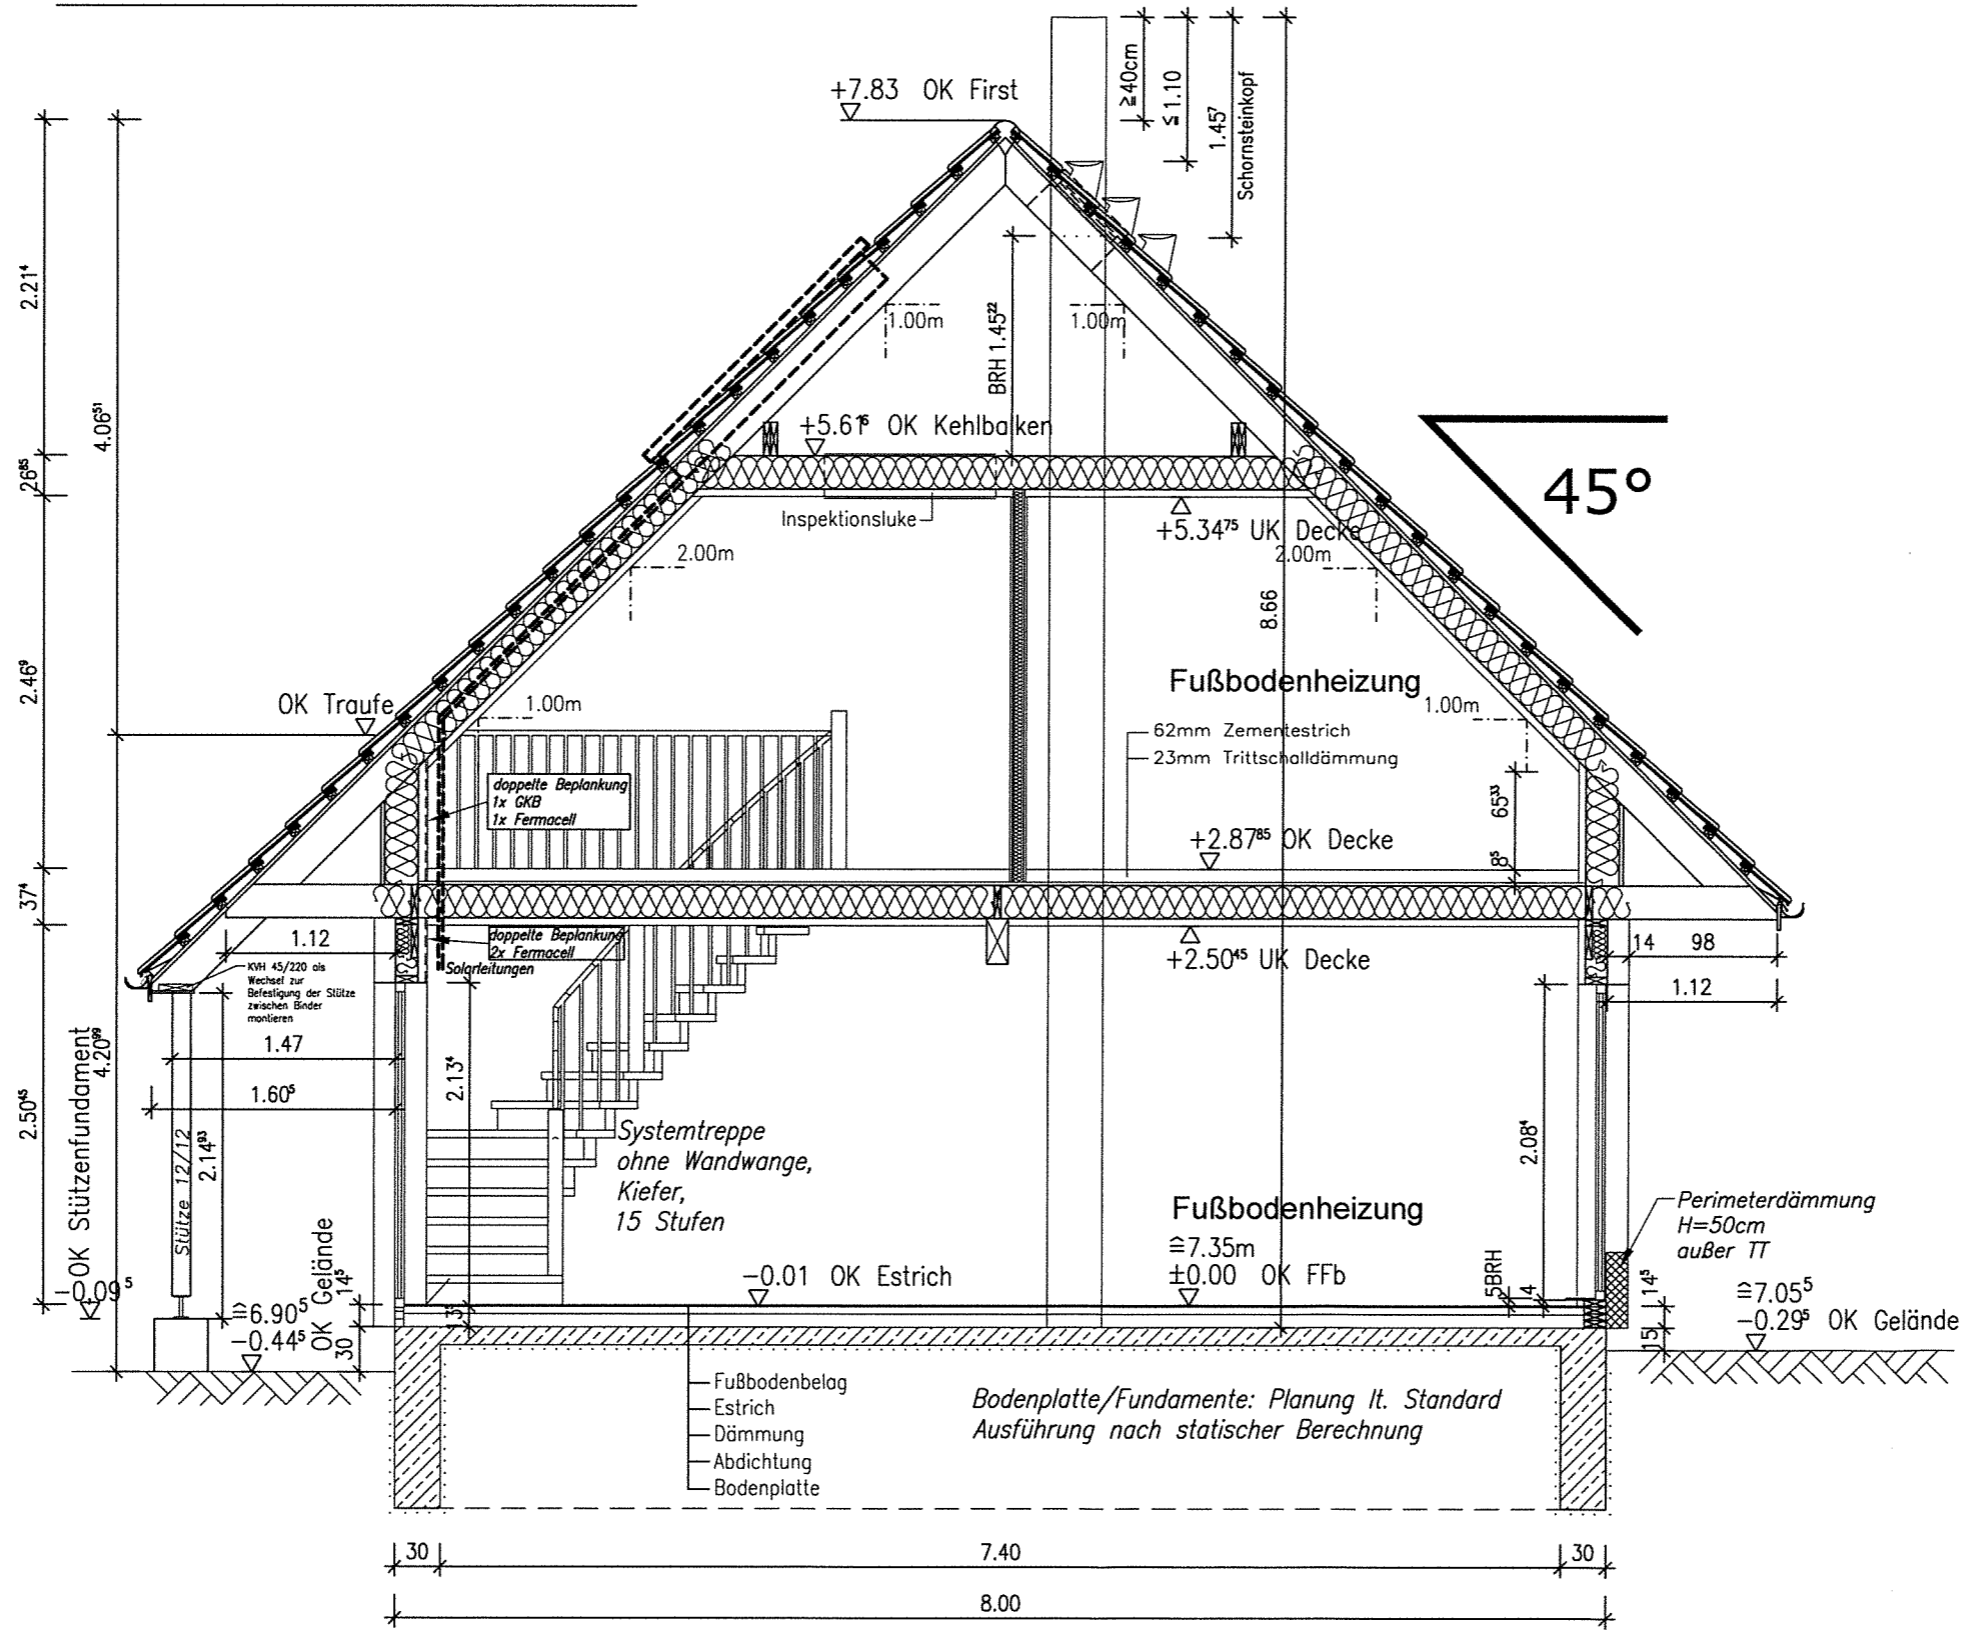 +7.83 OK First
≧40cm
≦1.10
1.45⁷
Schornsteinkopf
2.21⁴
4.06⁵¹
26⁸⁵
2.46⁹
37⁴
2.50⁴⁵
4.20⁹⁹
1.00m
1.00m
BRH 1.45²²
+5.61⁶ OK Kehlbalken
45°
Inspektionsluke
+5.34⁷⁵ UK Decke
2.00m
2.00m
8.66
OK Traufe
1.00m
Fußbodenheizung
1.00m
62mm Zementestrich
23mm Trittschalldämmung
doppelte Beplankung
1x GKB
1x Fermacell
65³³
8⁵
+2.87⁸⁵ OK Decke
doppelte Beplankung
2x Fermacell
Solarleitungen
+2.50⁴⁵ UK Decke
1.12
14 98
1.12
KVH 45/220 als
Wechsel zur
Befestigung der Stütze
zwischen Binder
montieren
1.47
1.60⁵
2.13⁴
2.08⁴
Stütze 12/12
2.14⁹³
OK Stützenfundament
-0.09⁵
Systemtreppe
ohne Wandwange,
Kiefer,
15 Stufen
Fußbodenheizung
≙7.35m
±0.00 OK FFb
-0.01 OK Estrich
5BRH
4
Perimeterdämmung
H=50cm
außer TT
≙6.90⁵
-0.44⁵
OK Gelände
14⁵
30
13⁵
14⁵
15
≙7.05⁵
-0.29⁵ OK Gelände
Fußbodenbelag
Estrich
Dämmung
Abdichtung
Bodenplatte
Bodenplatte/Fundamente: Planung lt. Standard
Ausführung nach statischer Berechnung
30 7.40 30
8.00